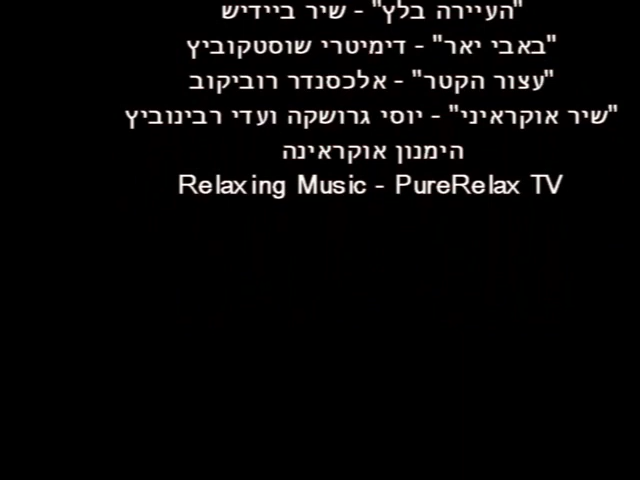 "העיירה בלץ" - שיר ביידיש
"באבי יאר" - דימיטרי שוסטקוביץ
"עצור הקטר" - אלכסנדר רוביקוב
"שיר אוקראיני" - יוסי גרושקה ועדי רבינוביץ
הימנון אוקראינה
Relaxing Music - PureRelax TV